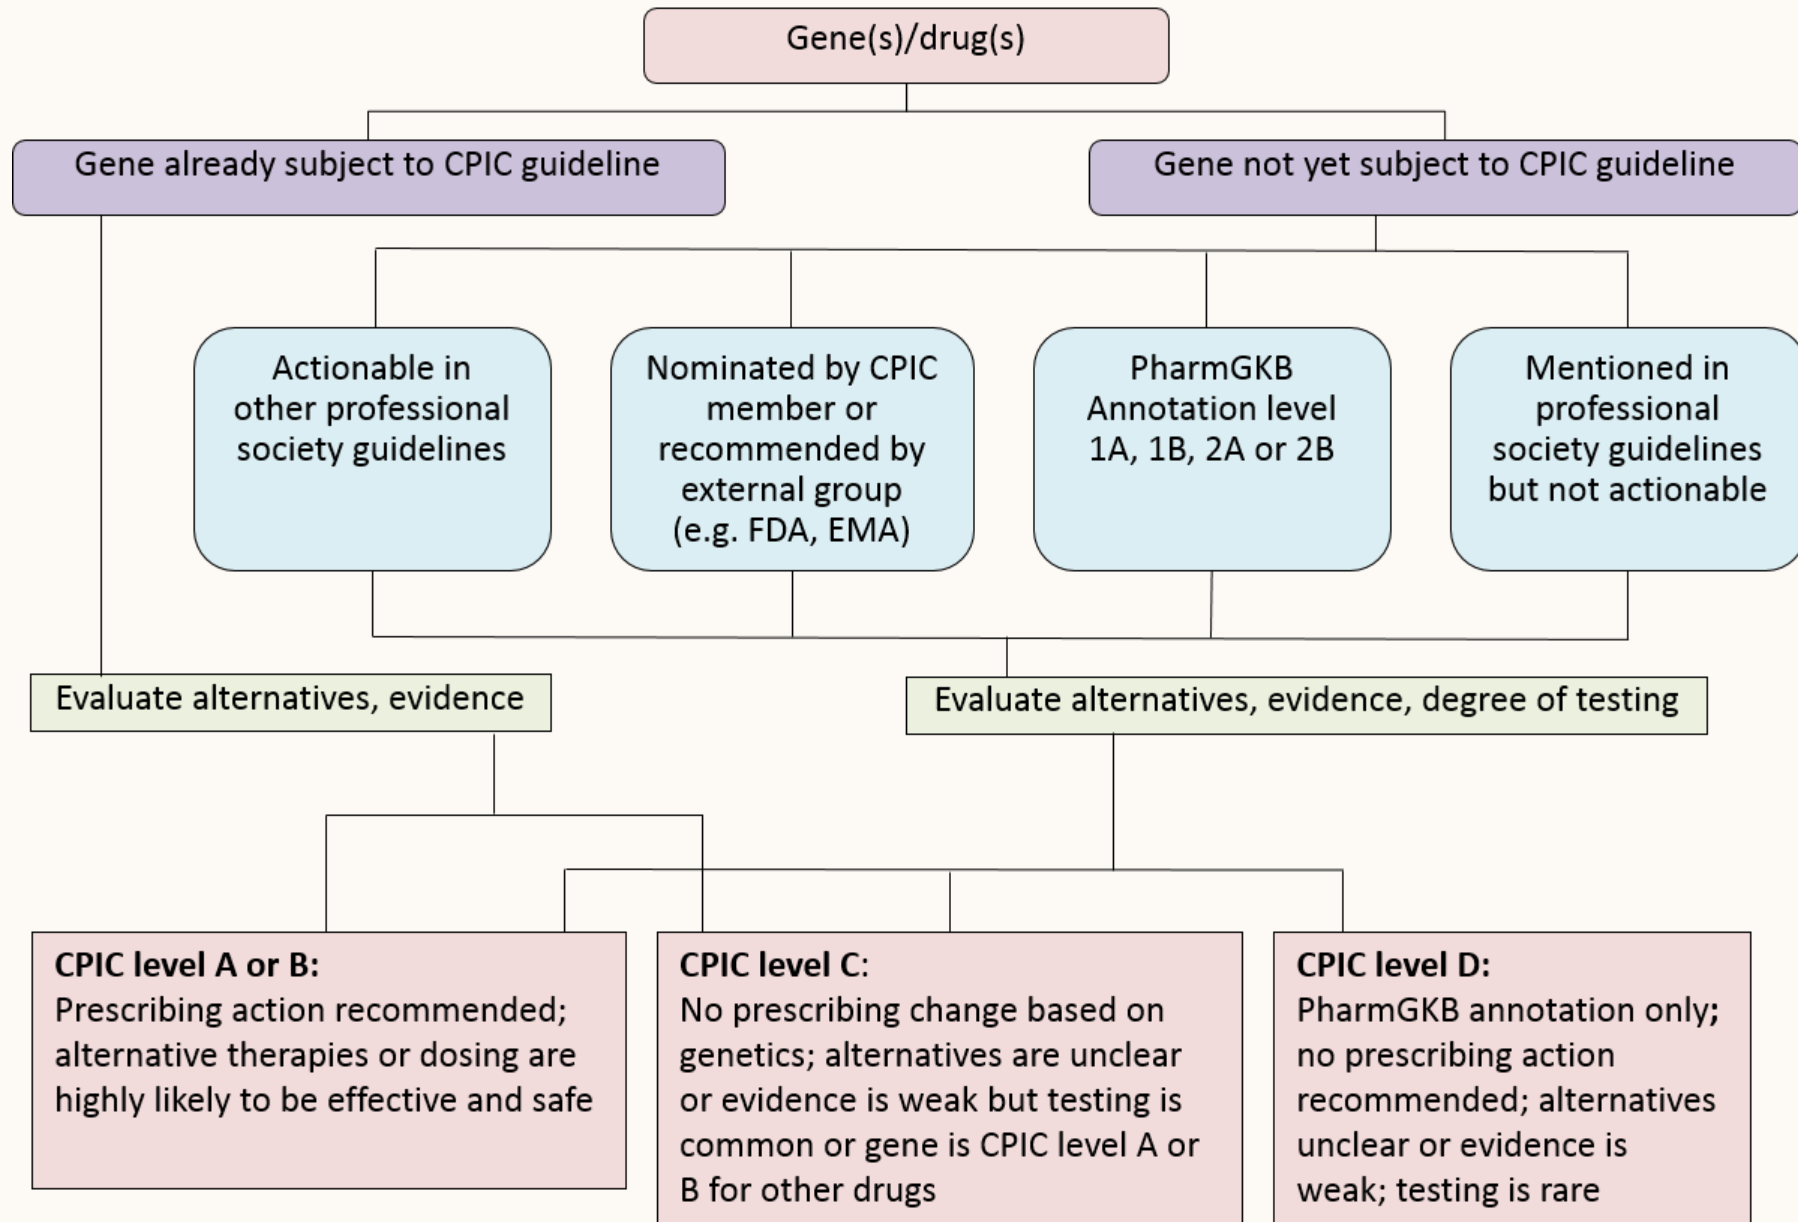 Gene(s)/drug(s)
Gene already subject to CPIC guideline
Gene not yet subject to CPIC guideline
Actionable in
other professional
society guidelines
Nominated by CPIC
member or
recommended by
external group
(e.g. FDA, EMA)
PharmGKB
Annotation level
1A, 1B, 2A or 2B
Mentioned in
professional
society guidelines
but not actionable
Evaluate alternatives, evidence
Evaluate alternatives, evidence, degree of testing
CPIC level A or B:
Prescribing action recommended;
alternative therapies or dosing are
highly likely to be effective and safe
CPIC level C:
No prescribing change based on
genetics; alternatives are unclear
or evidence is weak but testing is
common or gene is CPIC level A or
B for other drugs
CPIC level D:
PharmGKB annotation only;
no prescribing action
recommended; alternatives
unclear or evidence is
weak; testing is rare